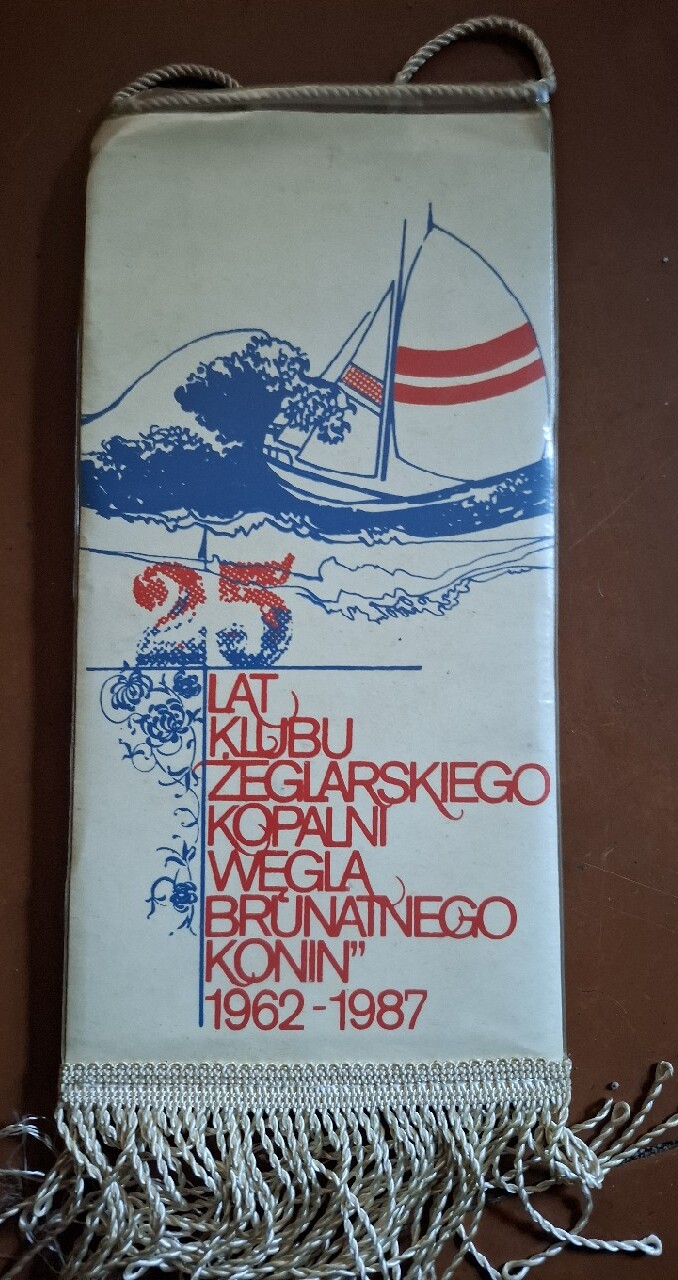 25
LAT
KLUBU
ŻEGLARSKIEGO
KOPALNI
WĘGLA
BRUNATNEGO
KONIN”
1962-1987